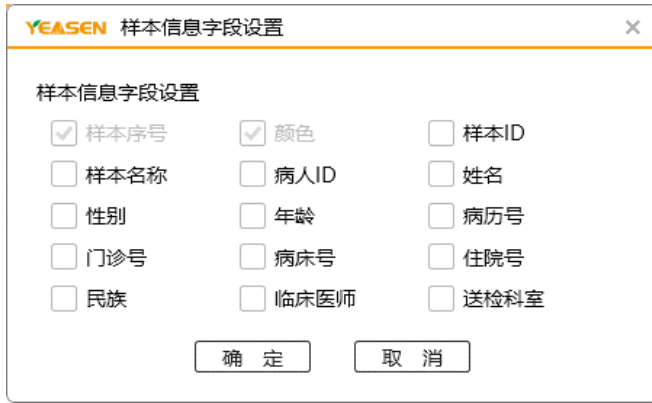 YEASEN 样本信息字段设置 ×
样本信息字段设置
样本序号 颜色 样本ID
样本名称 病人ID 姓名
性别 年龄 病历号
门诊号 病床号 住院号
民族 临床医师 送检科室
确 定 取 消